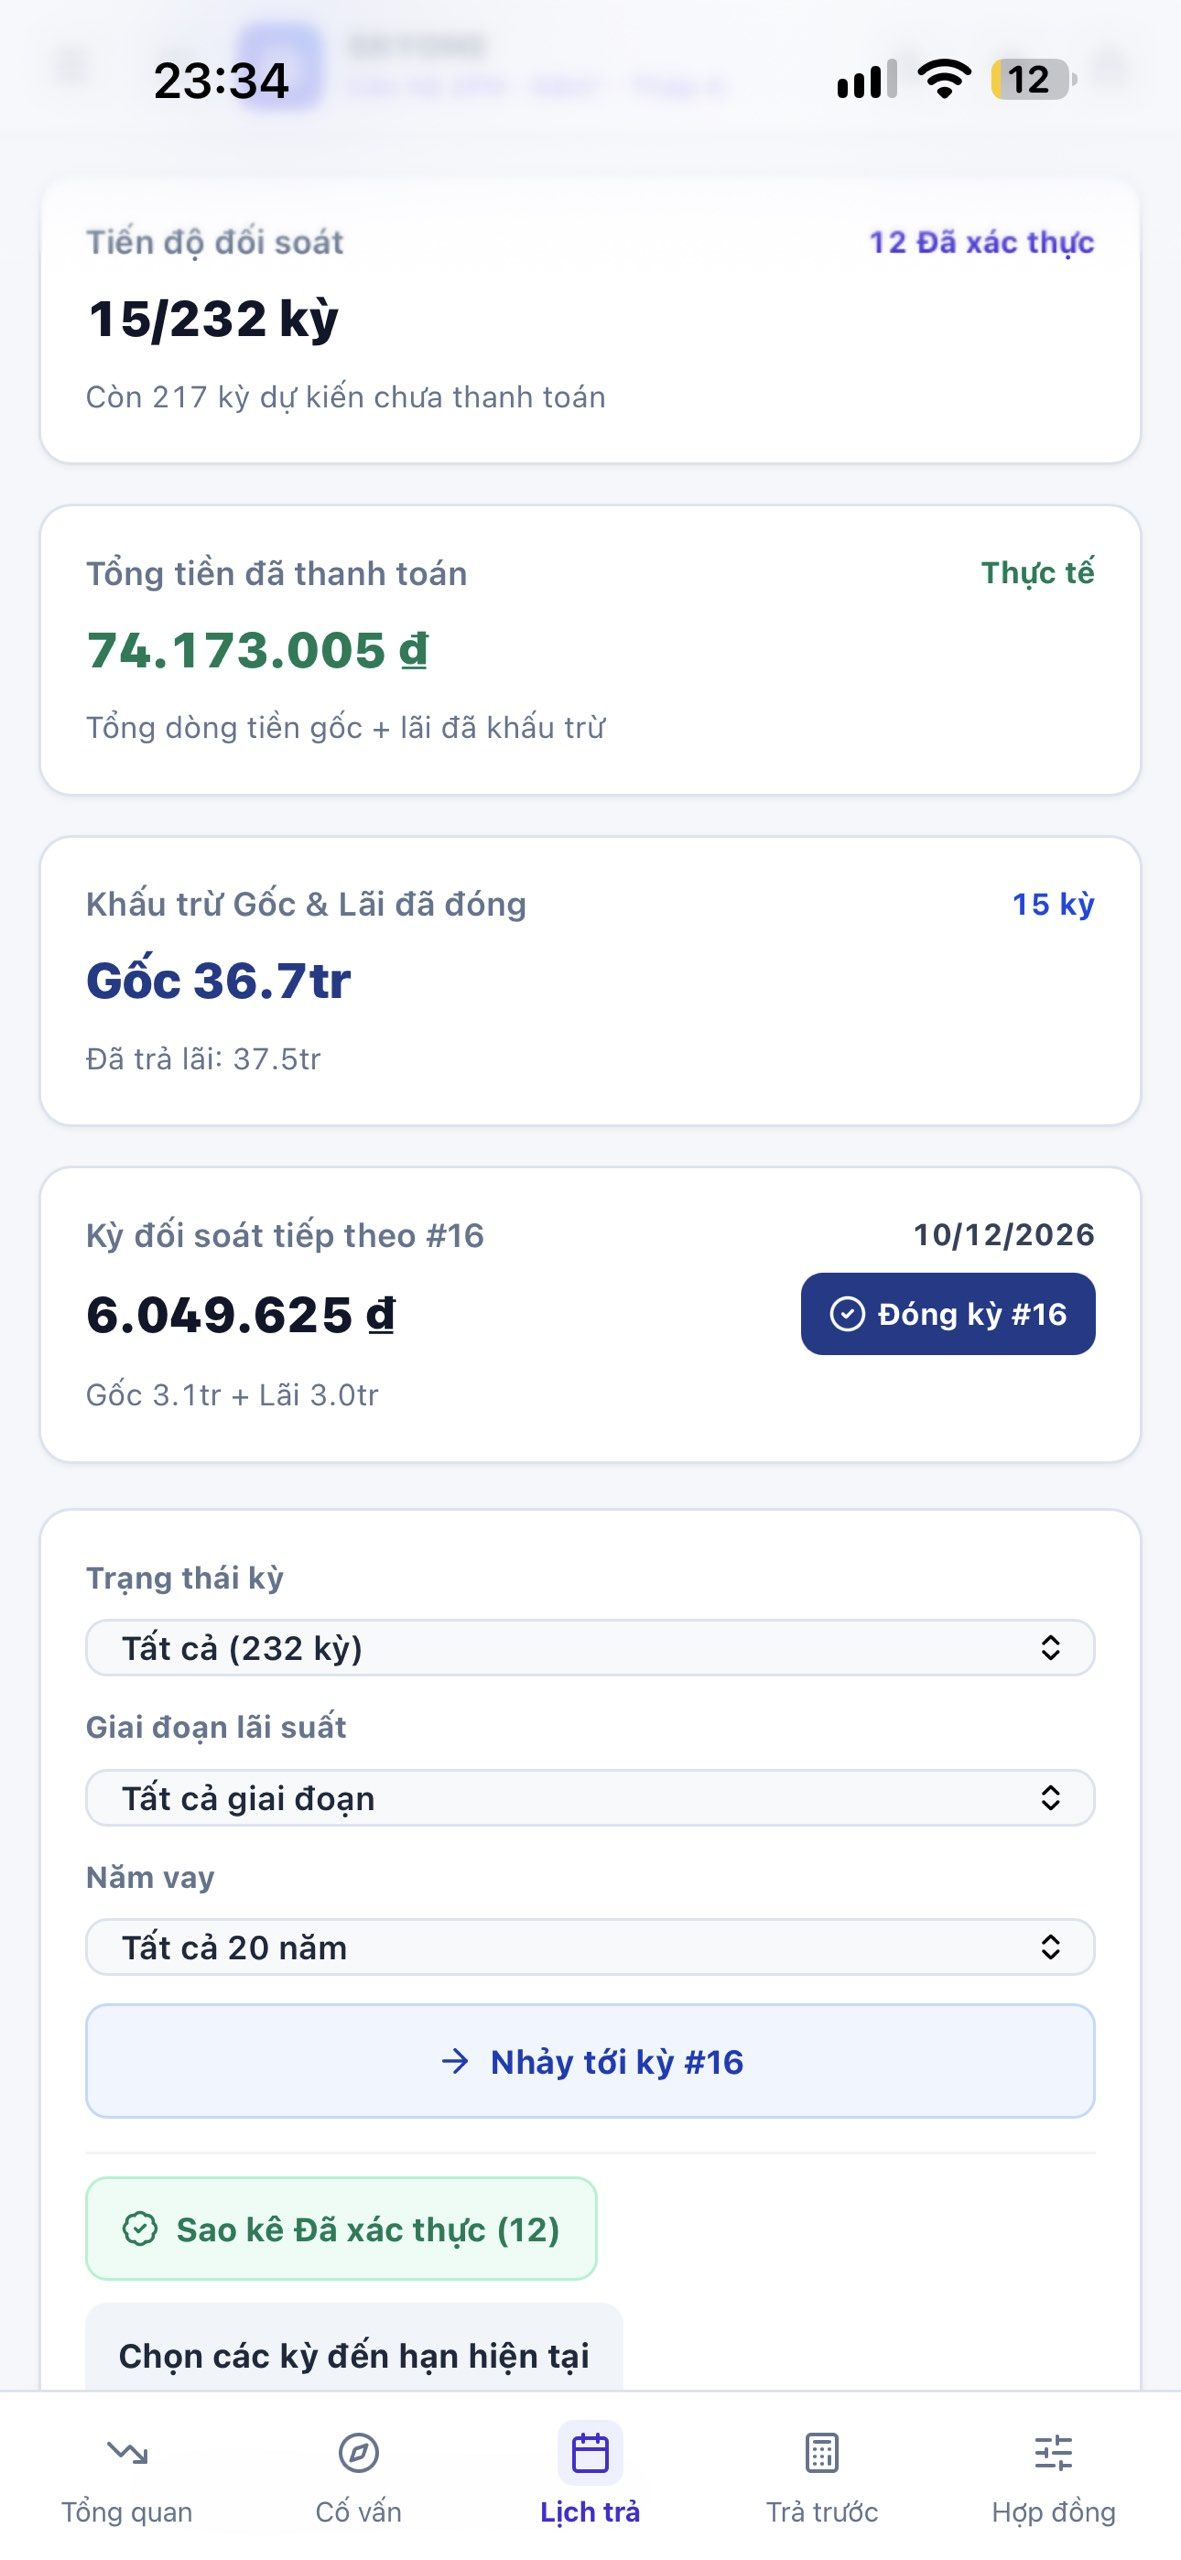 23:34
12
Tiến độ đối soát
12 Đã xác thực
15/232 kỳ
Còn 217 kỳ dự kiến chưa thanh toán
Tổng tiền đã thanh toán
Thực tế
74.173.005 ₫
Tổng dòng tiền gốc + lãi đã khấu trừ
Khấu trừ Gốc & Lãi đã đóng
15 kỳ
Gốc 36.7tr
Đã trả lãi: 37.5tr
Kỳ đối soát tiếp theo #16
10/12/2026
6.049.625 ₫
Đóng kỳ #16
Gốc 3.1tr + Lãi 3.0tr
Trạng thái kỳ
Tất cả (232 kỳ)
Giai đoạn lãi suất
Tất cả giai đoạn
Năm vay
Tất cả 20 năm
Nhảy tới kỳ #16
Sao kê Đã xác thực (12)
Chọn các kỳ đến hạn hiện tại
Tổng quan
Cố vấn
Lịch trả
Trả trước
Hợp đồng